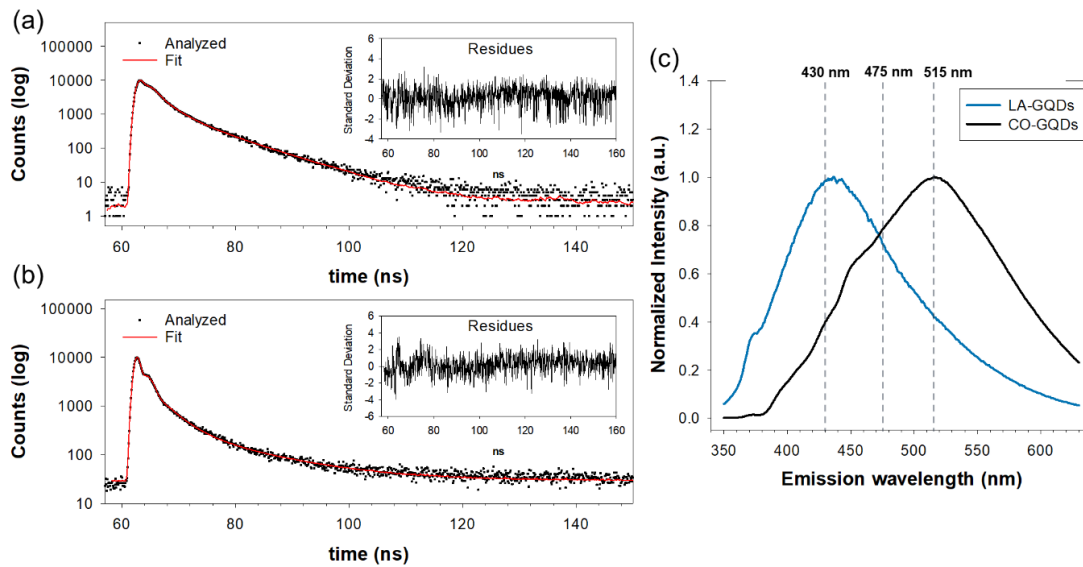 (a)
Counts (log)
100000
10000
1000
100
10
1
Analyzed
Fit
Residues
Standard Deviation
6
4
2
0
-2
-4
60 80 100 120 140 160
ns
60 80 100 120 140
time (ns)
(b)
Counts (log)
100000
10000
1000
100
10
Analyzed
Fit
Residues
Standard Deviation
6
4
2
0
-2
-4
-6
60 70 80 90 100 110 120 130 140 150 160
ns
60 80 100 120 140
time (ns)
(c)
430 nm 475 nm 515 nm
LA-GQDs
CO-GQDs
Normalized Intensity (a.u.)
1.4
1.2
1.0
0.8
0.6
0.4
0.2
0.0
350 400 450 500 550 600
Emission wavelength (nm)